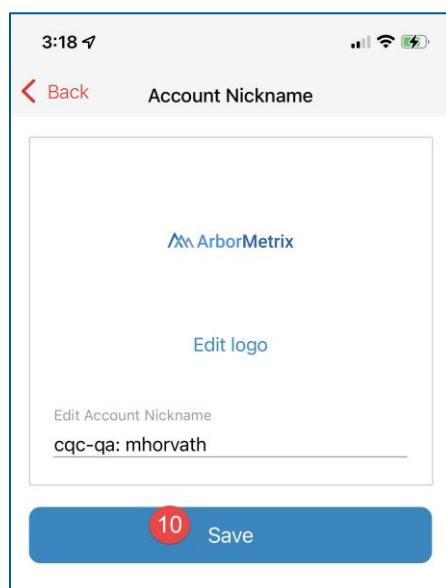 3:18
Back
Account Nickname
ArborMetrix
Edit logo
Edit Account Nickname
cqc-qa: mhorvath
10
Save